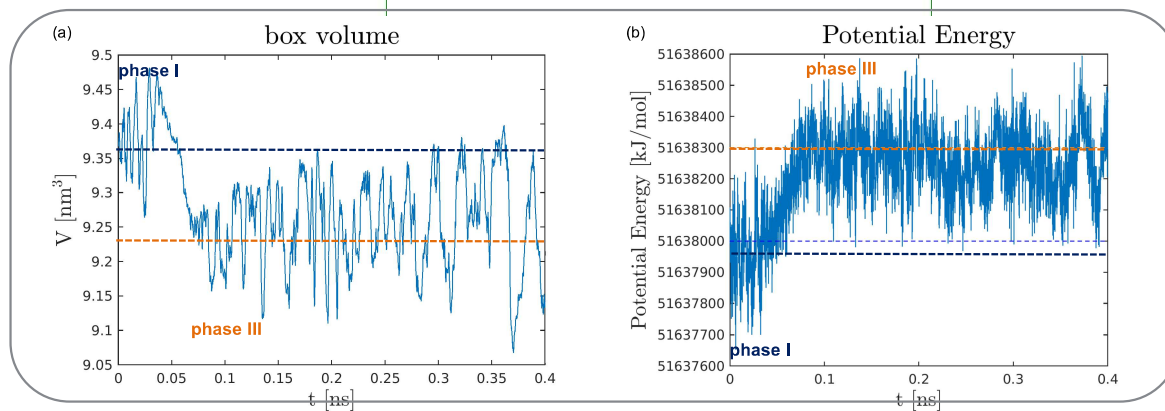 (a)
box volume
phase I
phase III
9.5
9.45
9.4
9.35
9.3
9.25
9.2
9.15
9.1
9.05
V [nm³]
0
0.05
0.1
0.15
0.2
0.25
0.3
0.35
0.4
t [ns]
(b)
Potential Energy
phase III
phase I
51638600
51638500
51638400
51638300
51638200
51638100
51638000
51637900
51637800
51637700
51637600
Potential Energy [kJ/mol]
0
0.1
0.2
0.3
0.4
t [ns]